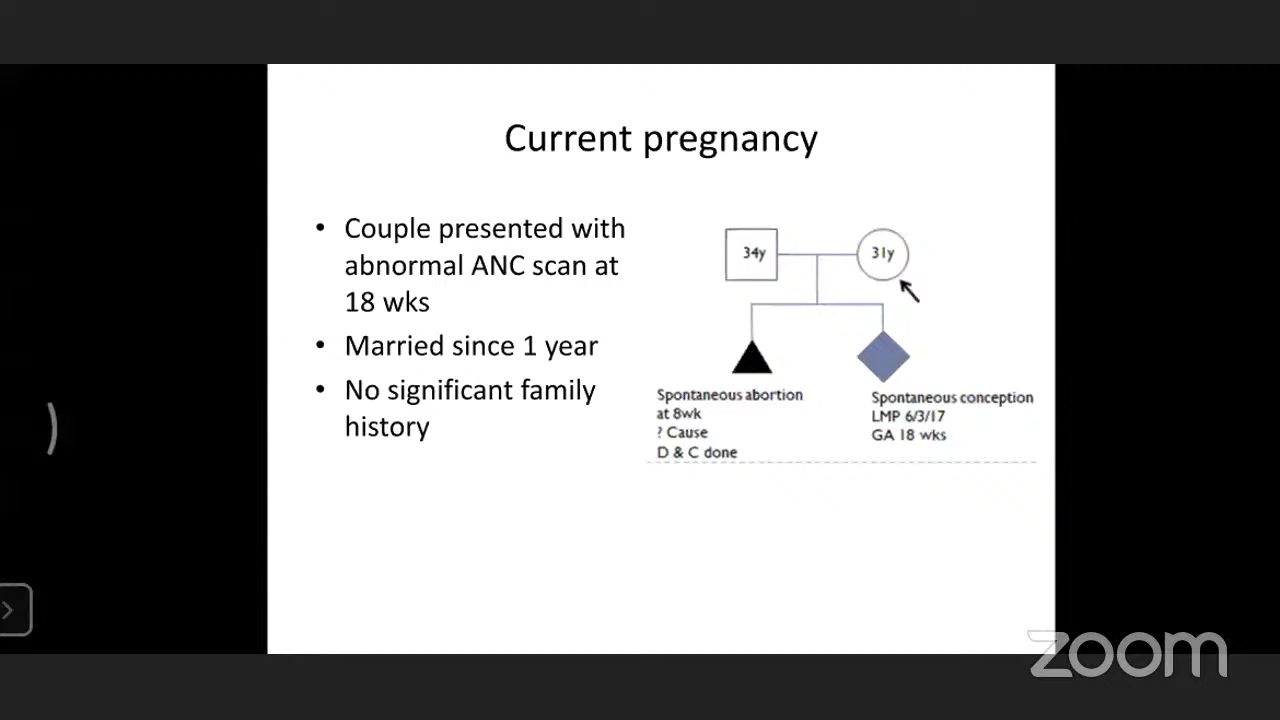 Current pregnancy
• Couple presented with
abnormal ANC scan at
18 wks
• Married since 1 year
• No significant family
history
34y
31y
Spontaneous abortion
at 8wk
? Cause
D & C done
Spontaneous conception
LMP 6/3/17
GA 18 wks
zoom